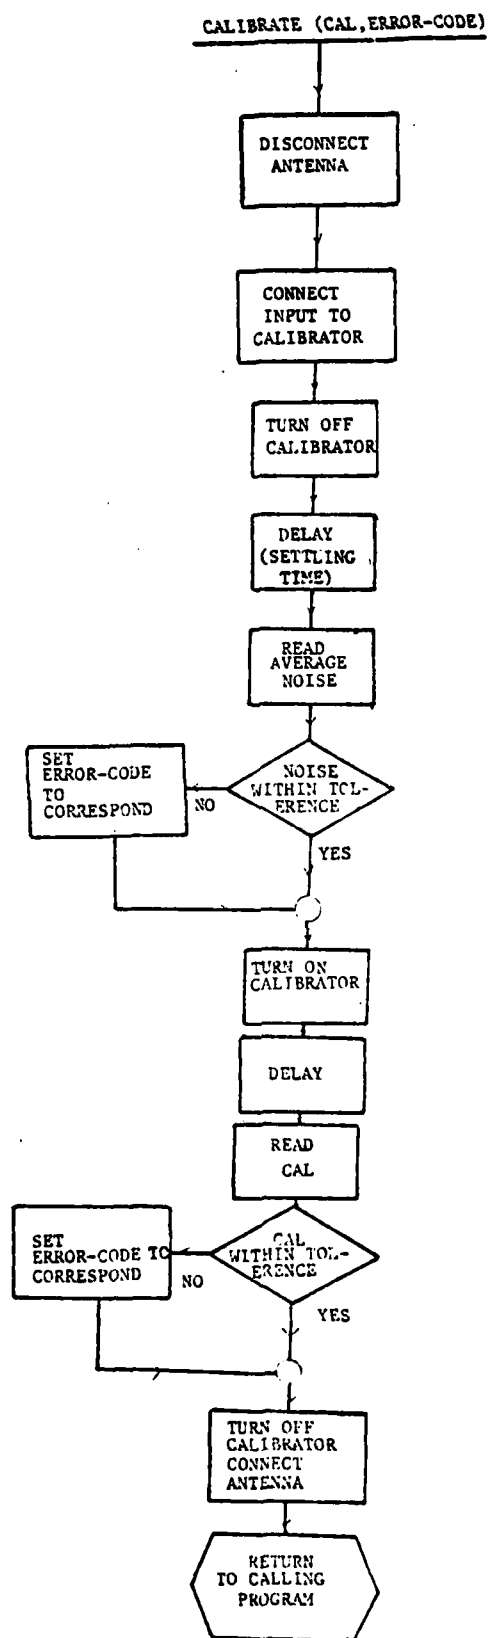 CALIBRATE (CAL,ERROR-CODE)
DISCONNECT
ANTENNA
CONNECT
INPUT TO
CALIBRATOR
TURN OFF
CALIBRATOR
DELAY
(SETTLING
TIME)
READ
AVERAGE
NOISE
NOISE
WITHIN TOL-
ERENCE
NO
SET
ERROR-CODE
TO
CORRESPOND
YES
TURN ON
CALIBRATOR
DELAY
READ
CAL
CAL
WITHIN TOL-
ERENCE
NO
SET
ERROR-CODE TO
CORRESPOND
YES
TURN OFF
CALIBRATOR
CONNECT
ANTENNA
RETURN
TO CALLING
PROGRAM